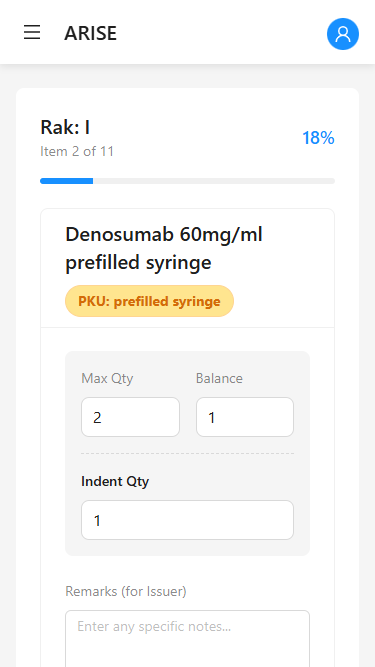 ARISE
Rak: I
18%
Item 2 of 11
Denosumab 60mg/ml
prefilled syringe
PKU: prefilled syringe
Max Qty
Balance
2
1
Indent Qty
1
Remarks (for Issuer)
Enter any specific notes...